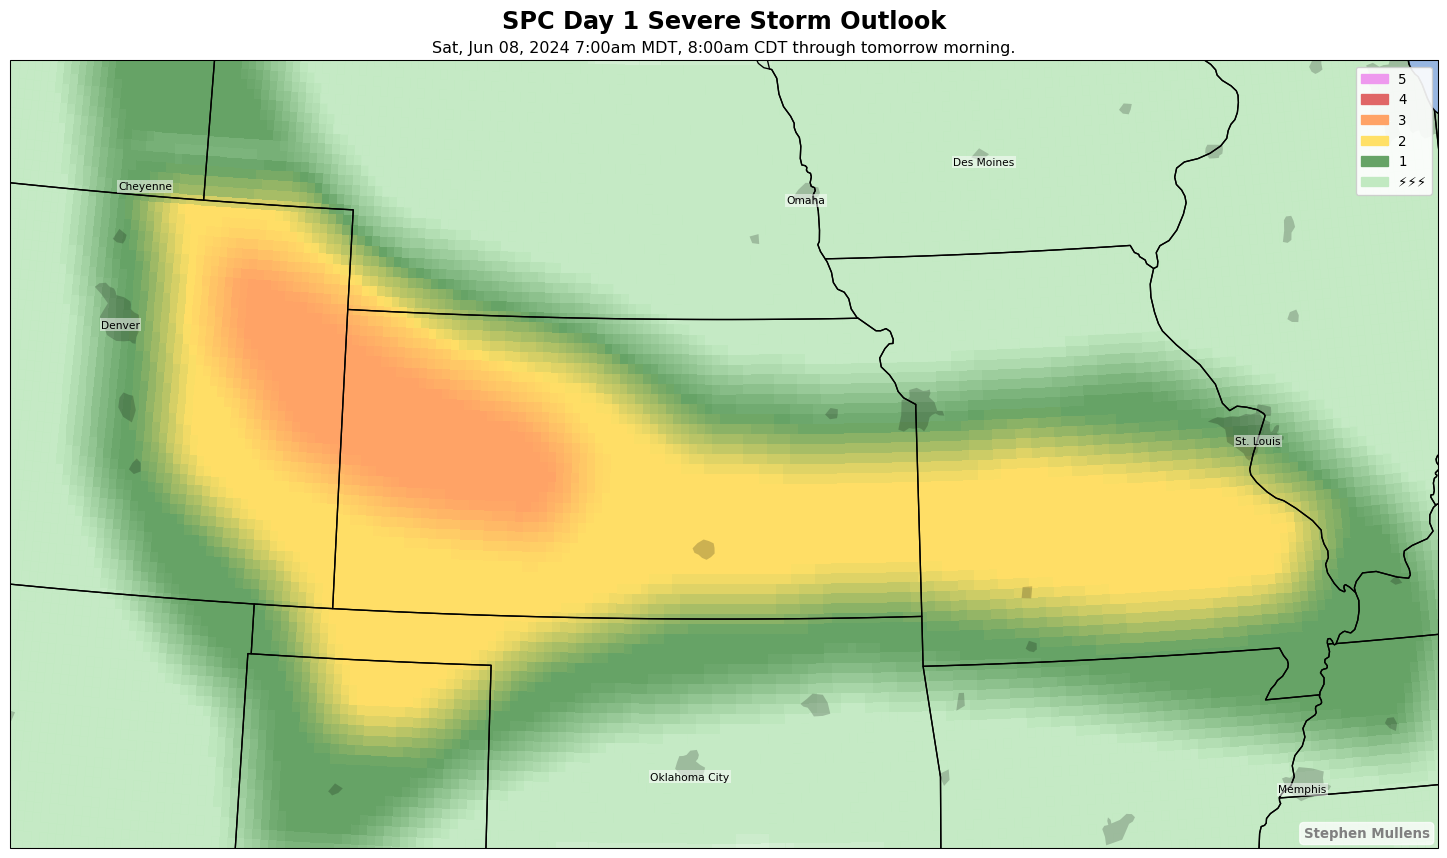 SPC Day 1 Severe Storm Outlook
Sat, Jun 08, 2024 7:00am MDT, 8:00am CDT through tomorrow morning.
5
4
3
2
1
⚡⚡⚡
Des Moines
Cheyenne
Omaha
Denver
St. Louis
Oklahoma City
Memphis
Stephen Mullens